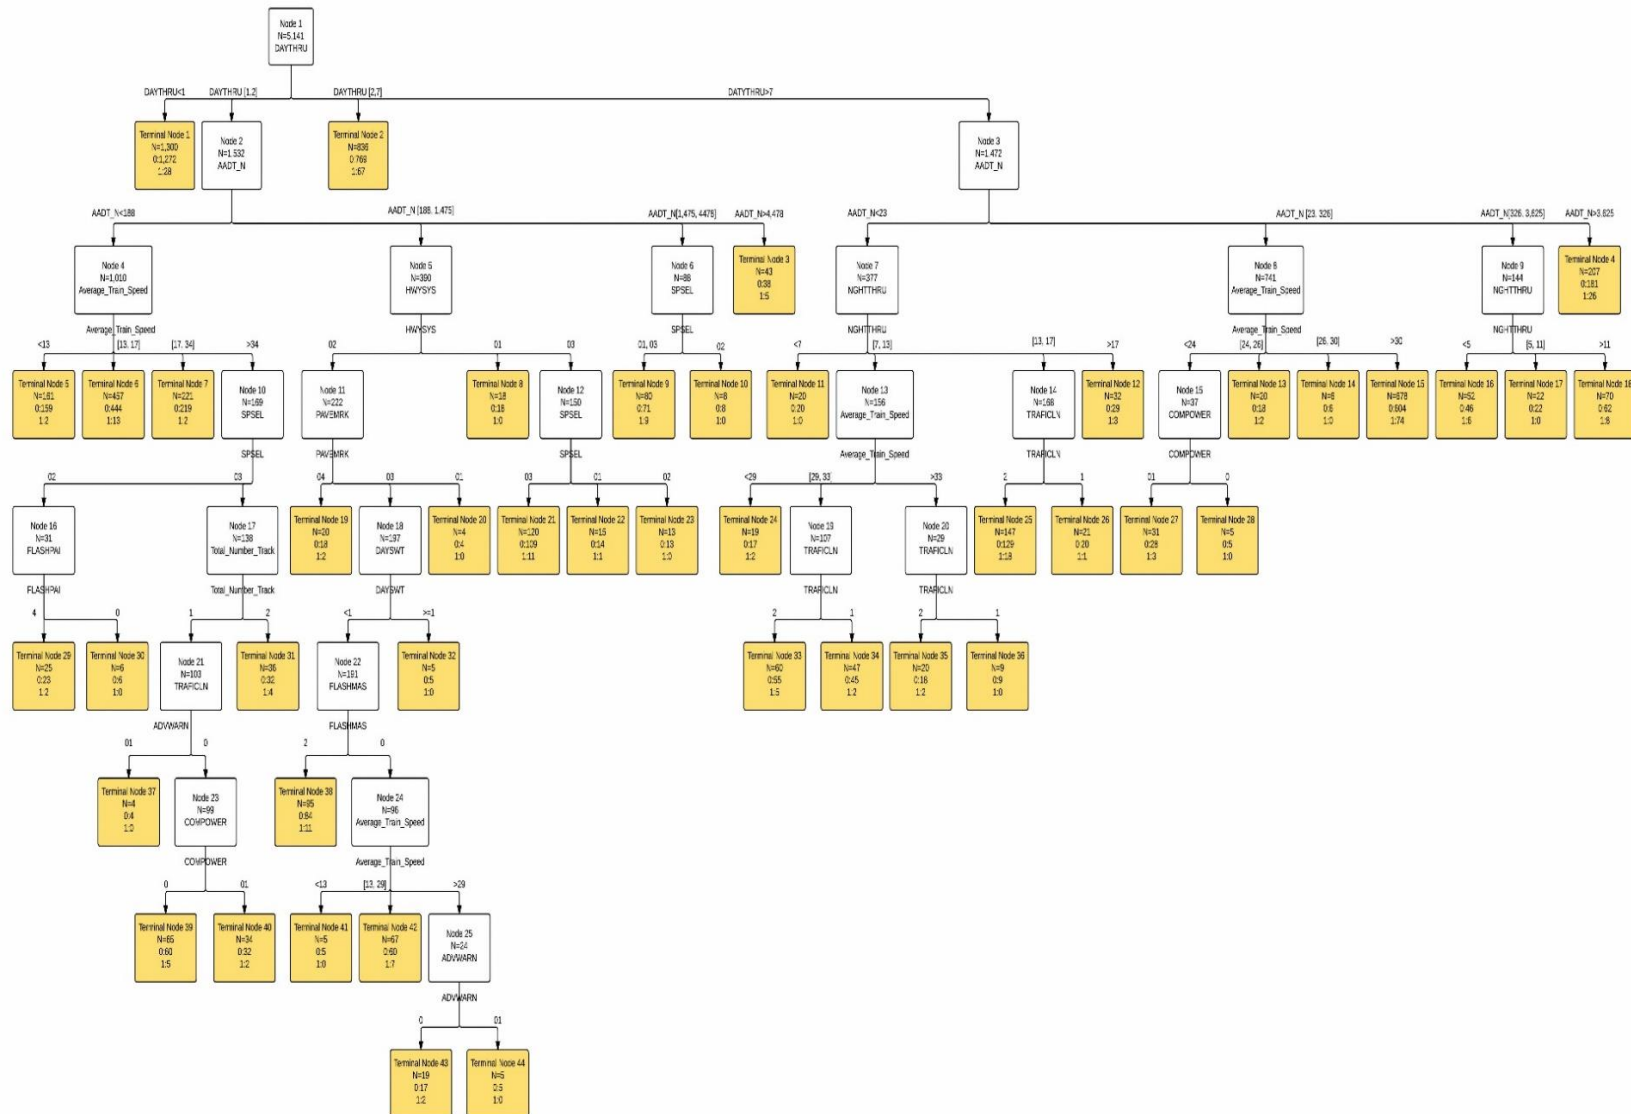 Node 1
N=5,141
DAYTHRU
DAYTHRU<1
DAYTHRU [1,2]
DAYTHRU [2,7]
DATYTHRU>7
Terminal Node 1
N=1,300
0:1,272
1:28
Node 2
N=1,532
AADT_N
Terminal Node 2
N=836
0:769
1:67
Node 3
N=1,472
AADT_N
AADT_N<188
AADT_N [188, 1,475]
AADT_N[1,475, 4478]
AADT_N>4,478
AADT_N<23
AADT_N [23, 326]
AADT_N[326, 3,625]
AADT_N>3,625
Node 4
N=1,010
Average_Train_Speed
Node 5
N=390
HWYSYS
Node 6
N=88
SPSEL
Terminal Node 3
N=43
0:38
1:5
Node 7
N=377
NGHTTHRU
Node 8
N=741
Average_Train_Speed
Node 9
N=144
NGHTTHRU
Terminal Node 4
N=207
0:181
1:26
Average_Train_Speed
HWYSYS
SPSEL
NGHTTHRU
Average_Train_Speed
NGHTTHRU
<13
[13, 17]
[17, 34]
>34
02
01
03
01, 03
02
<7
[7, 13]
[13, 17]
>17
<24
[24, 26]
[26, 30]
>30
<5
[5, 11]
>11
Terminal Node 5
N=161
0:159
1:2
Terminal Node 6
N=457
0:444
1:13
Terminal Node 7
N=221
0:219
1:2
Node 10
N=169
SPSEL
Node 11
N=222
PAVEMRK
Terminal Node 8
N=18
0:18
1:0
Node 12
N=150
SPSEL
Terminal Node 9
N=80
0:71
1:9
Terminal Node 10
N=8
0:8
1:0
Terminal Node 11
N=20
0:20
1:0
Node 13
N=156
Average_Train_Speed
Node 14
N=168
TRAFICLN
Terminal Node 12
N=32
0:29
1:3
Node 15
N=37
COMPOWER
Terminal Node 13
N=20
0:18
1:2
Terminal Node 14
N=6
0:6
1:0
Terminal Node 15
N=678
0:604
1:74
Terminal Node 16
N=52
0:46
1:6
Terminal Node 17
N=22
0:22
1:0
Terminal Node 18
N=70
0:62
1:8
SPSEL
PAVEMRK
SPSEL
Average_Train_Speed
TRAFICLN
COMPOWER
02
03
04
03
01
03
01
02
<29
[29, 33]
>33
2
1
01
0
Node 16
N=31
FLASHPAI
Node 17
N=138
Total_Number_Track
Terminal Node 19
N=20
0:18
1:2
Node 18
N=197
DAYSWT
Terminal Node 20
N=4
0:4
1:0
Terminal Node 21
N=120
0:109
1:11
Terminal Node 22
N=15
0:14
1:1
Terminal Node 23
N=13
0:13
1:0
Terminal Node 24
N=19
0:17
1:2
Node 19
N=107
TRAFICLN
Node 20
N=29
TRAFICLN
Terminal Node 25
N=147
0:129
1:18
Terminal Node 26
N=21
0:20
1:1
Terminal Node 27
N=31
0:28
1:3
Terminal Node 28
N=5
0:5
1:0
FLASHPAI
Total_Number_Track
DAYSWT
TRAFICLN
TRAFICLN
4
0
1
2
<1
>=1
2
1
2
1
Terminal Node 29
N=25
0:23
1:2
Terminal Node 30
N=6
0:6
1:0
Node 21
N=103
TRAFICLN
Terminal Node 31
N=36
0:32
1:4
Node 22
N=191
FLASHMAS
Terminal Node 32
N=5
0:5
1:0
Terminal Node 33
N=60
0:55
1:5
Terminal Node 34
N=47
0:45
1:2
Terminal Node 35
N=20
0:18
1:2
Terminal Node 36
N=9
0:9
1:0
ADVWARN
FLASHMAS
01
0
2
0
Terminal Node 37
N=4
0:4
1:0
Node 23
N=99
COMPOWER
Terminal Node 38
N=95
0:84
1:11
Node 24
N=96
Average_Train_Speed
COMPOWER
Average_Train_Speed
0
01
<13
[13, 29]
>29
Terminal Node 39
N=65
0:60
1:5
Terminal Node 40
N=34
0:32
1:2
Terminal Node 41
N=5
0:5
1:0
Terminal Node 42
N=67
0:60
1:7
Node 25
N=24
ADVWARN
ADVWARN
0
01
Terminal Node 43
N=19
0:17
1:2
Terminal Node 44
N=5
0:5
1:0